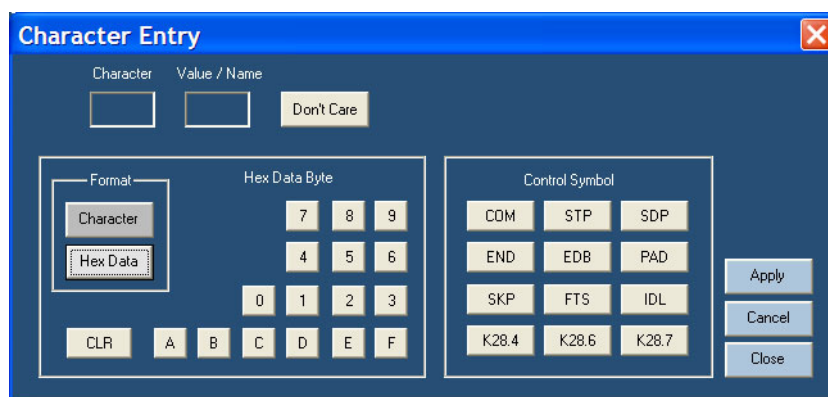 Character Entry
Character Value / Name
Don't Care
Format
Character
Hex Data
Hex Data Byte
7 8 9
4 5 6
0 1 2 3
CLR A B C D E F
Control Symbol
COM STP SDP
END EDB PAD
SKP FTS IDL
K28.4 K28.6 K28.7
Apply
Cancel
Close